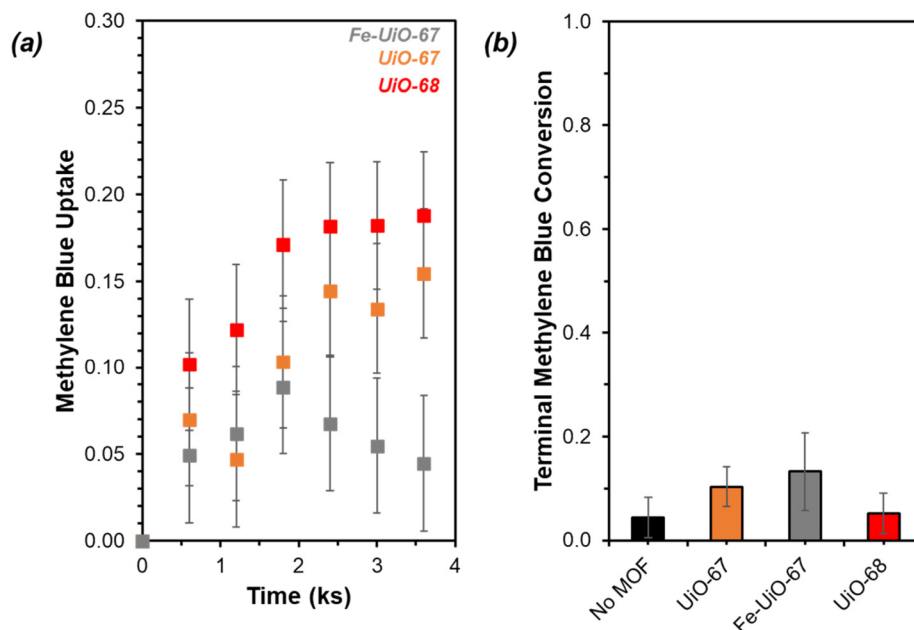 (a)
Methylene Blue Uptake
0.30
0.25
0.20
0.15
0.10
0.05
0.00
Fe-UiO-67
UiO-67
UiO-68
0
1
2
3
4
Time (ks)
(b)
Terminal Methylene Blue Conversion
1.0
0.8
0.6
0.4
0.2
0.0
No MOF
UiO-67
Fe-UiO-67
UiO-68